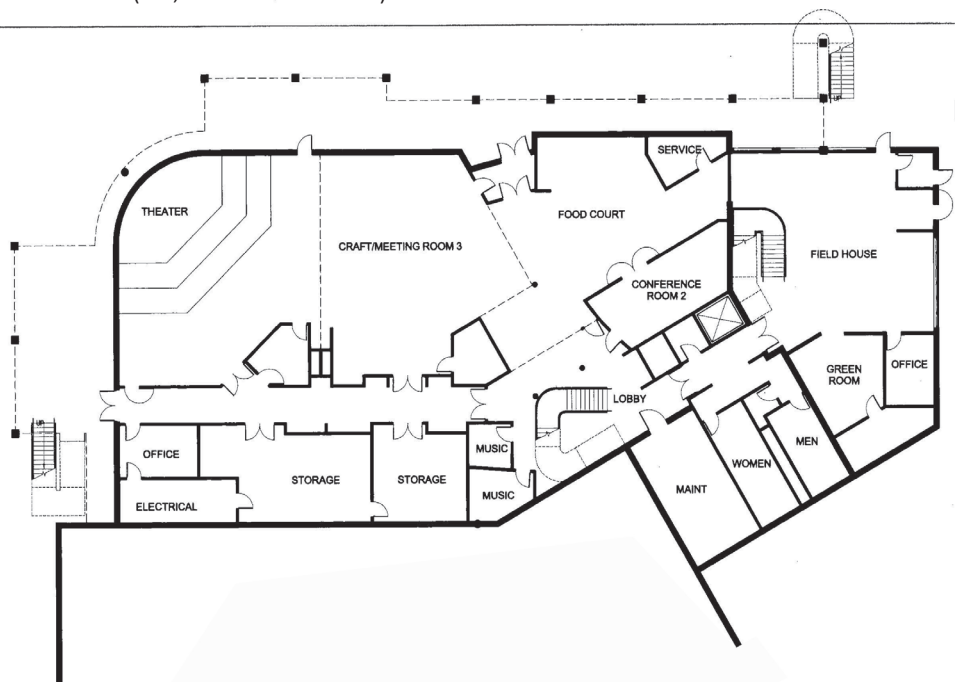 SERVICE
THEATER
FOOD COURT
CRAFT/MEETING ROOM 3
FIELD HOUSE
CONFERENCE
ROOM 2
GREEN
ROOM
OFFICE
LOBBY
MEN
WOMEN
MAINT
MUSIC
MUSIC
OFFICE
STORAGE
STORAGE
ELECTRICAL